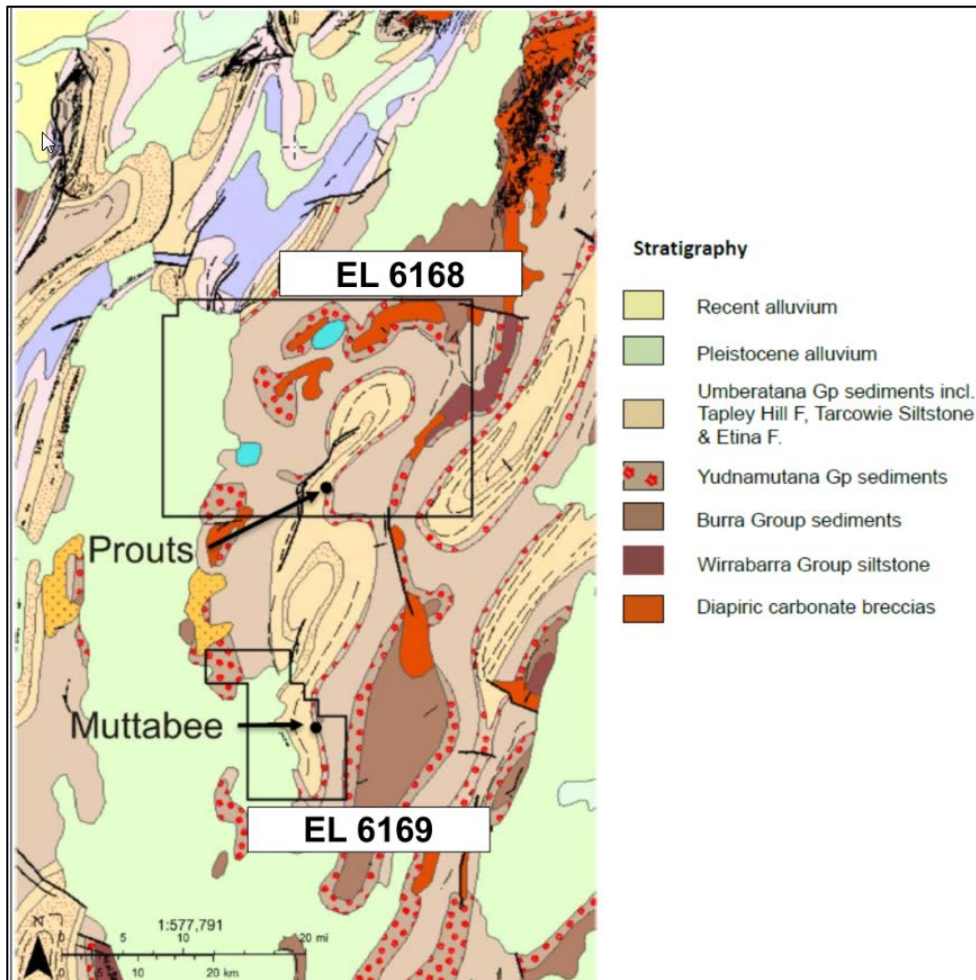 EL 6168
Prouts
Muttabee
EL 6169
N
1:577,791
0 5 10 20 mi
0 5 10 20 km
Stratigraphy
Recent alluvium
Pleistocene alluvium
Umberatana Gp sediments incl.
Tapley Hill F, Tarcowie Siltstone
& Etina F.
Yudnamutana Gp sediments
Burra Group sediments
Wirrabarra Group siltstone
Diapiric carbonate breccias